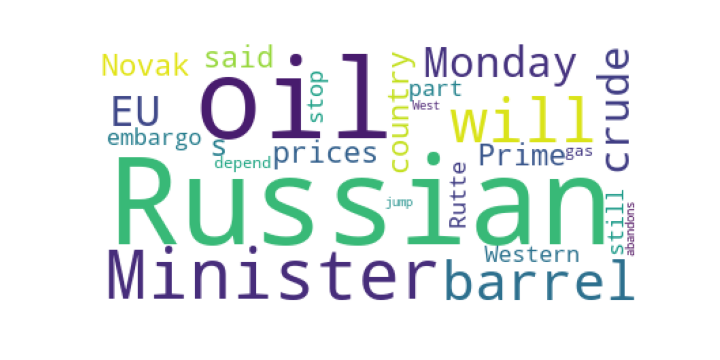 Novak
said
oil
stop
country
Monday
crude
EU
part
West
will
embargo
s
prices
Prime
gas
depend
Russian
jump
Rutte
still
abandons
Minister
Western
barrel